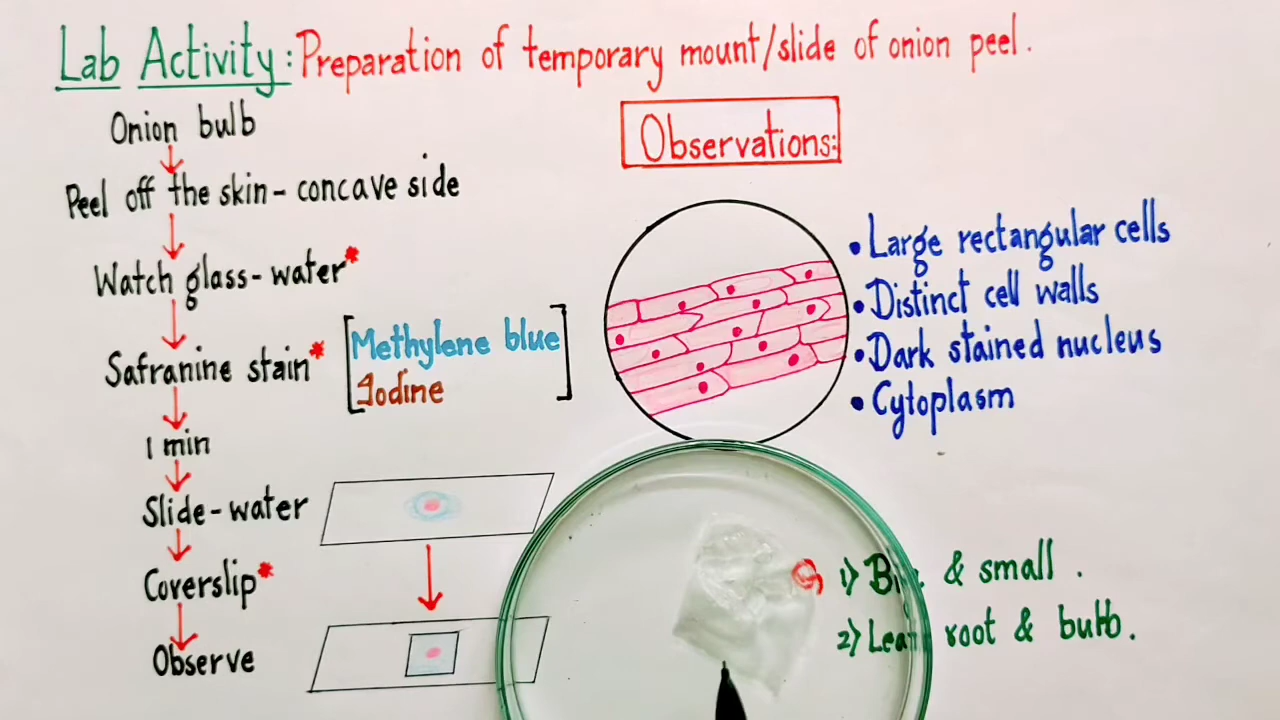 Lab Activity: Preparation of temporary mount/slide of onion peel.
Onion bulb
Peel off the skin - concave side
Watch glass - water*
Safranine stain* [Methylene blue
Iodine]
1 min
Slide - water
Coverslip*
Observe
Observations:
• Large rectangular cells
• Distinct cell walls
• Dark stained nucleus
• Cytoplasm
1) & small.
2) root & bulb.